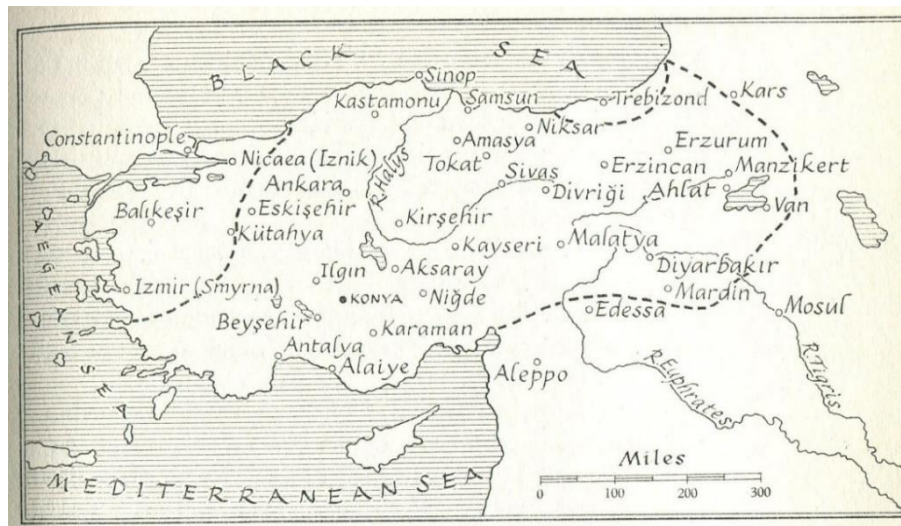 BLACK SEA
Sinop
Kastamonu
Samsun
Trebizond
Kars
Constantinople
Niksar
Amasya
Erzurum
Nicaea (Iznik)
Tokat
R. Halys
Erzincan
Manzikert
Ankara
Sivas
Divriği
Ahlat
Van
Balıkeşir
Eskişehir
Kirşehir
Kütahya
Kayseri
Malatya
AEGEAN SEA
Ilgın
Aksaray
Diyarbakır
Izmir (Smyrna)
KONYA
Niğde
Mardin
Mosul
Beyşehir
Edessa
Karaman
Antalya
Alaiye
Aleppo
R. Euphrates
R. Tigris
Miles
0 100 200 300
MEDITERRANEAN SEA